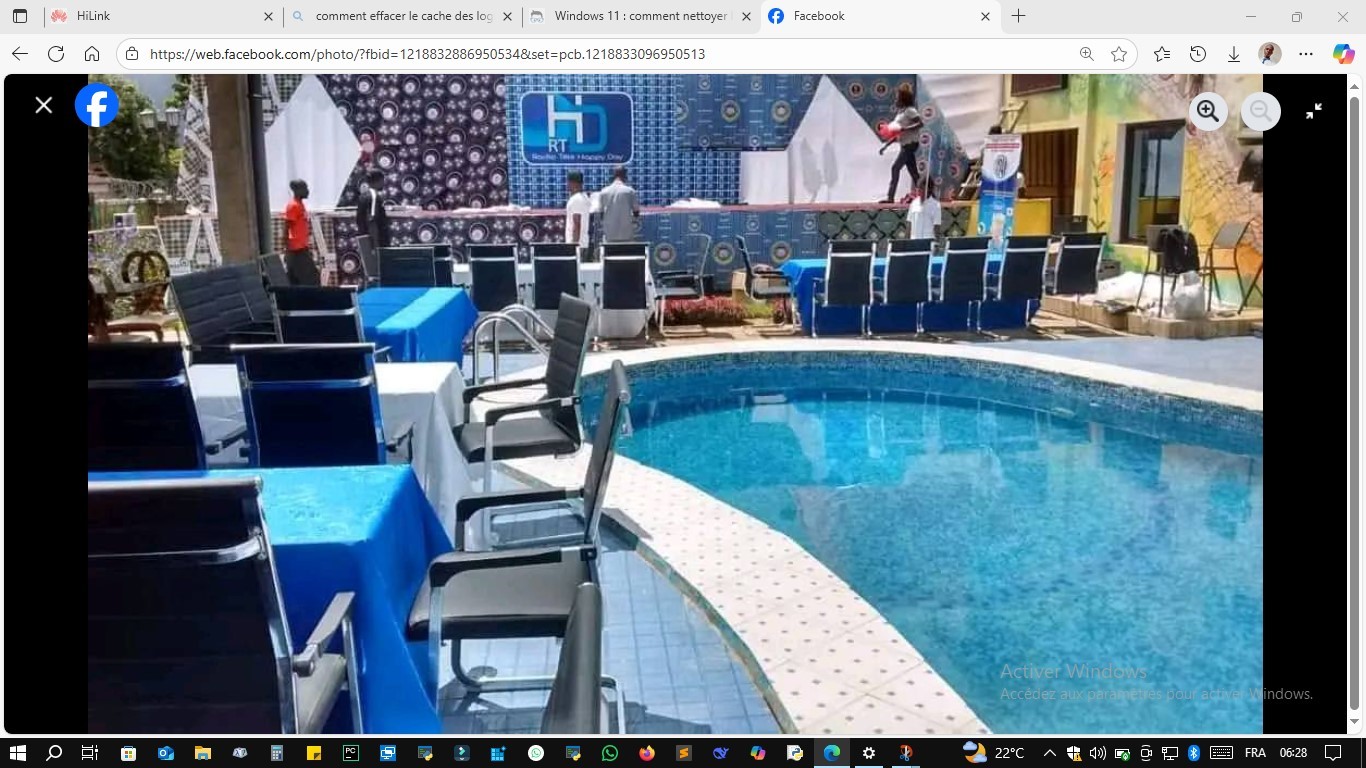 HiLink
comment effacer le cache des log
Windows 11 : comment nettoyer
Facebook
https://web.facebook.com/photo/?fbid=1218832886950534&set=pcb.1218833096950513
HD
RT
Radio Télé Happy Day
Activer Windows
Accédez aux paramètres pour activer Windows.
22°C
FRA
06:28